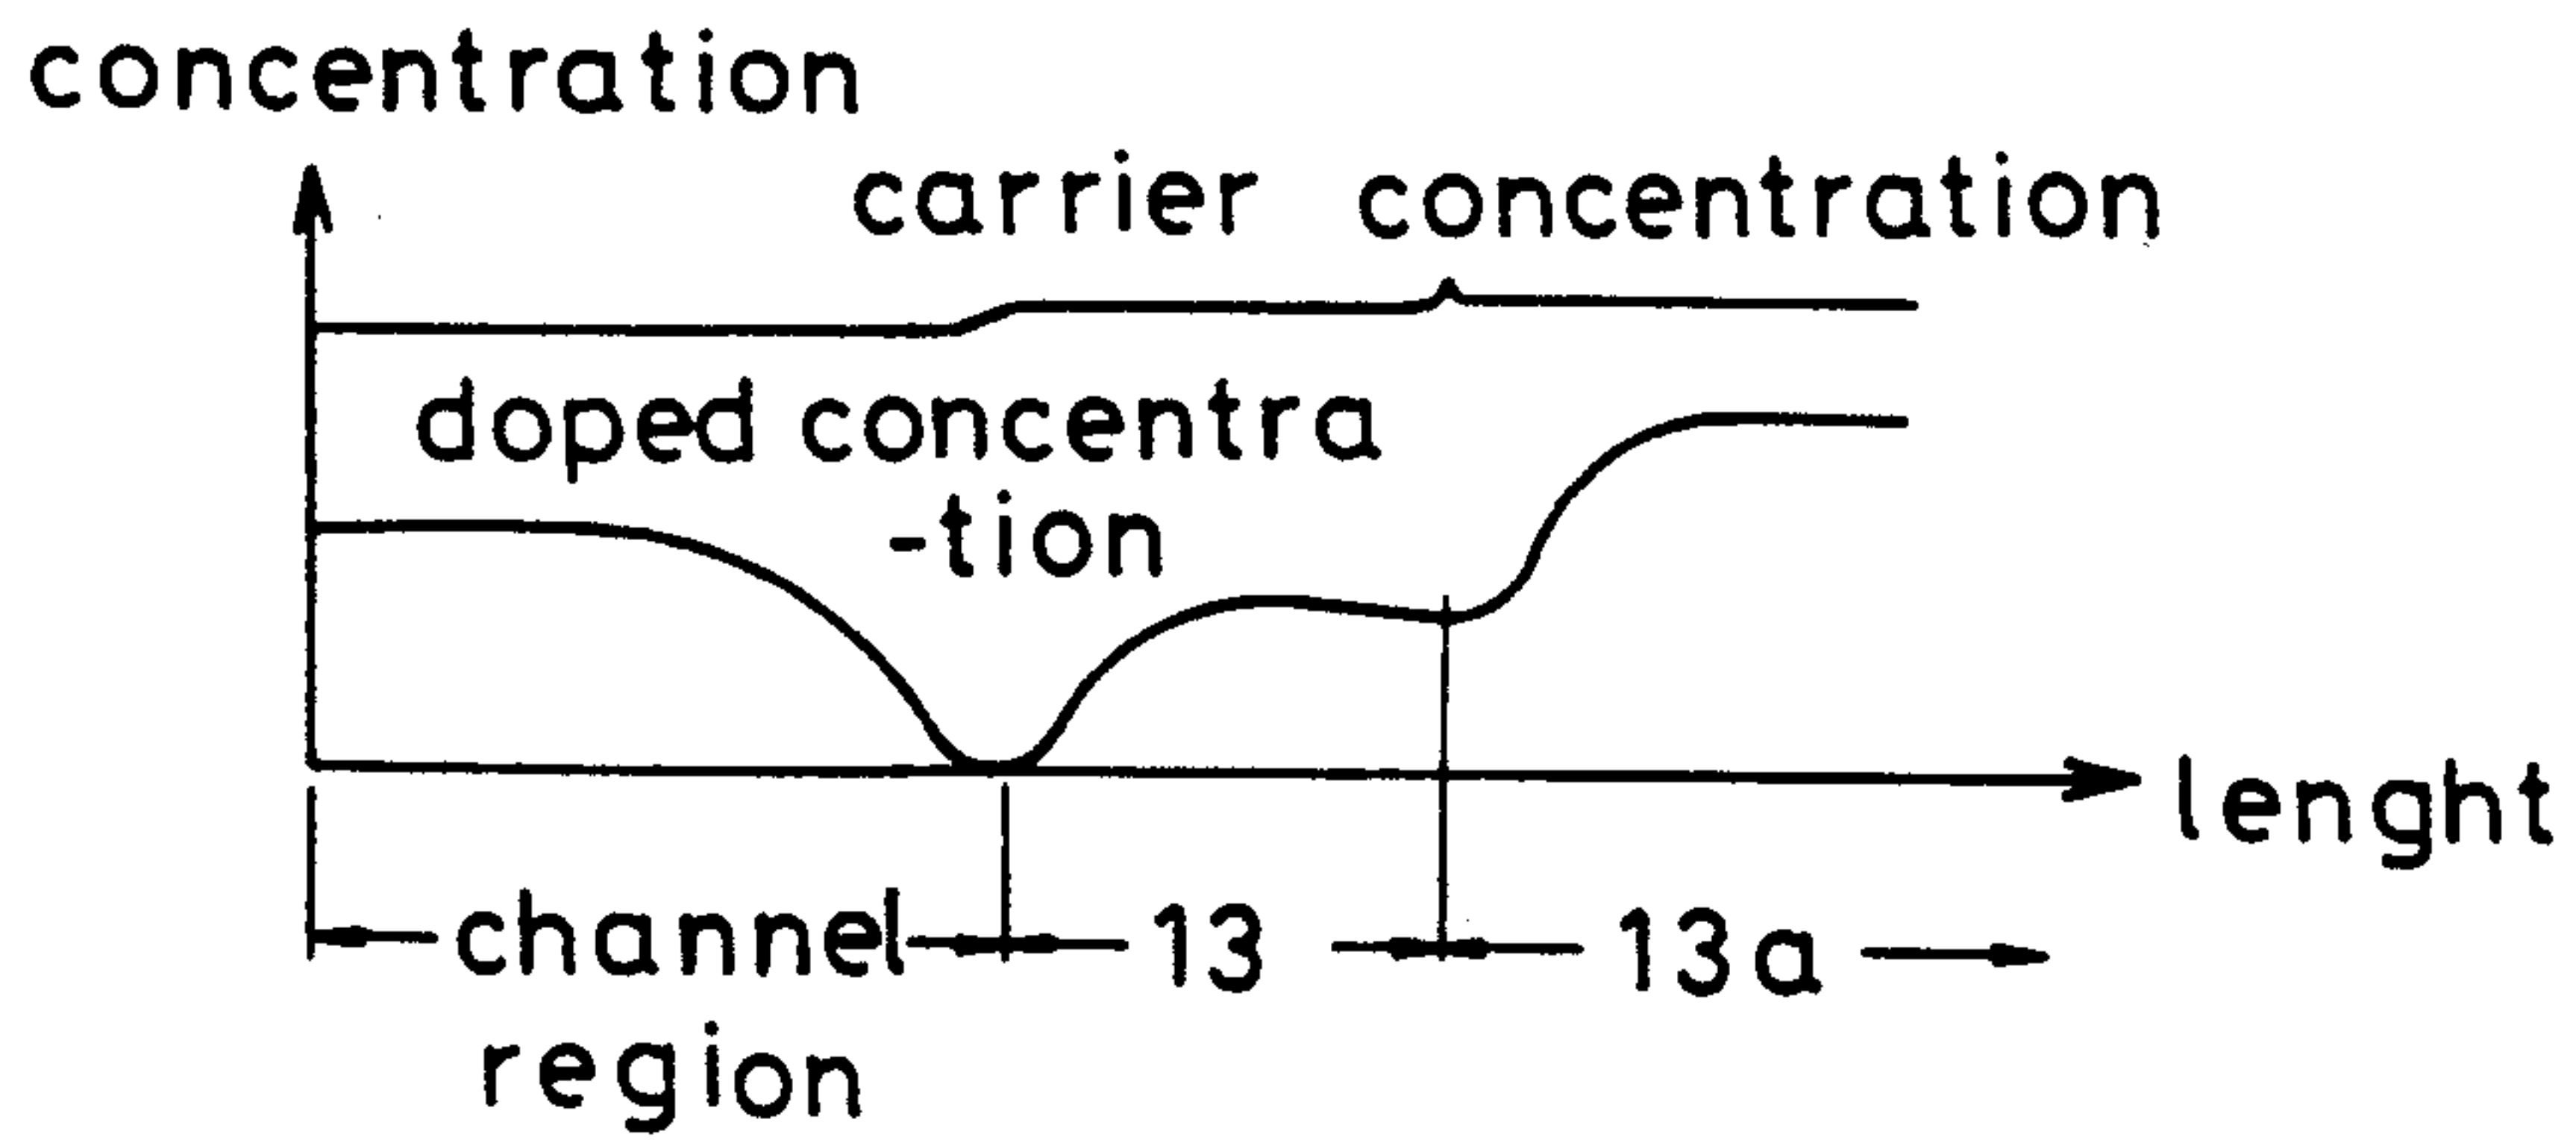 concentration
carrier concentration
doped concentra
-tion
lenght
channel 13 13a
region